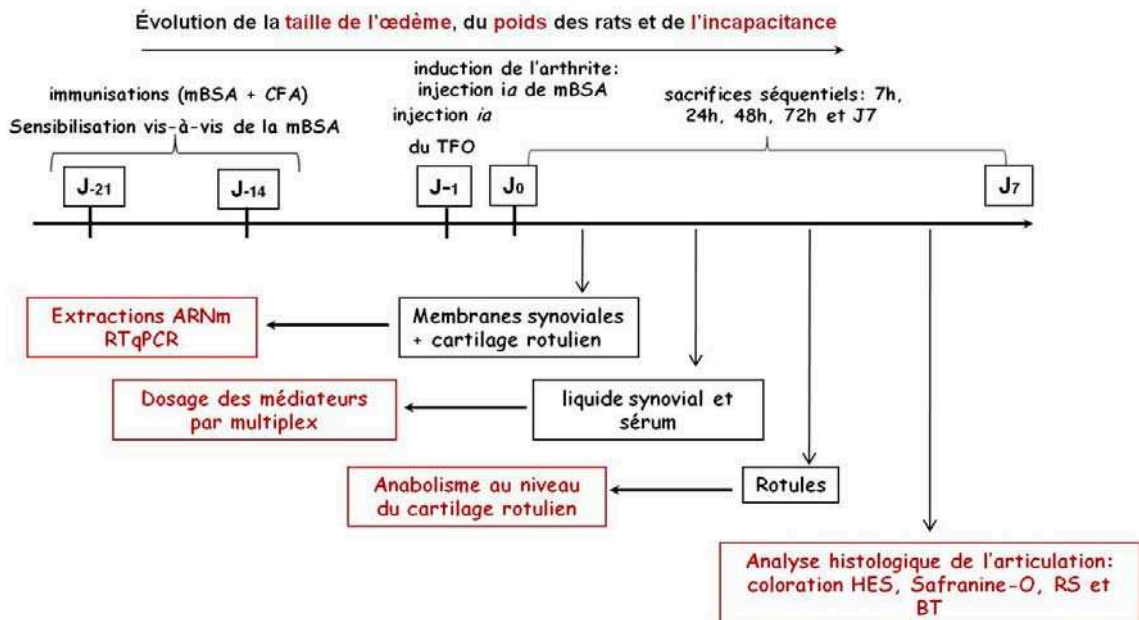 Évolution de la taille de l'œdème, du poids des rats et de l'incapacitance
induction de l'arthrite:
injection ia de mBSA
immunisations (mBSA + CFA)
Sensibilisation vis-à-vis de la mBSA
injection ia
du TFO
sacrifices séquentiels: 7h,
24h, 48h, 72h et J7
J-21
J-14
J-1
J0
J7
Extractions ARNm
RTqPCR
Membranes synoviales
+ cartilage rotulien
Dosage des médiateurs
par multiplex
liquide synovial et
sérum
Anabolisme au niveau
du cartilage rotulien
Rotules
Analyse histologique de l'articulation:
coloration HES, Safranine-O, RS et
BT